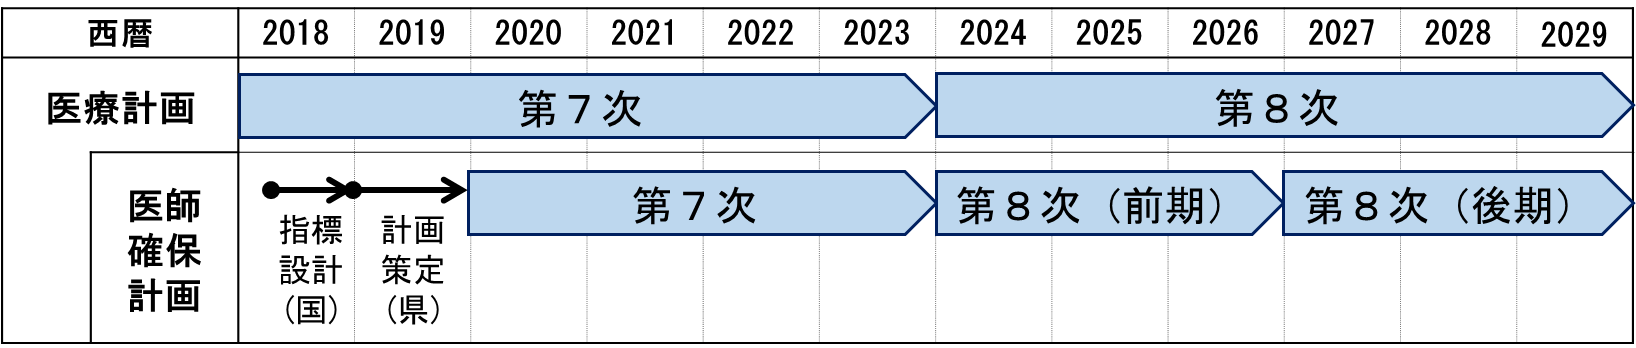 西暦 2018 2019 2020 2021 2022 2023 2024 2025 2026 2027 2028 2029
医療計画 第７次 第８次
医師
確保
計画
第７次 第８次（前期） 第８次（後期）
指標
設計
（国）
計画
策定
（県）